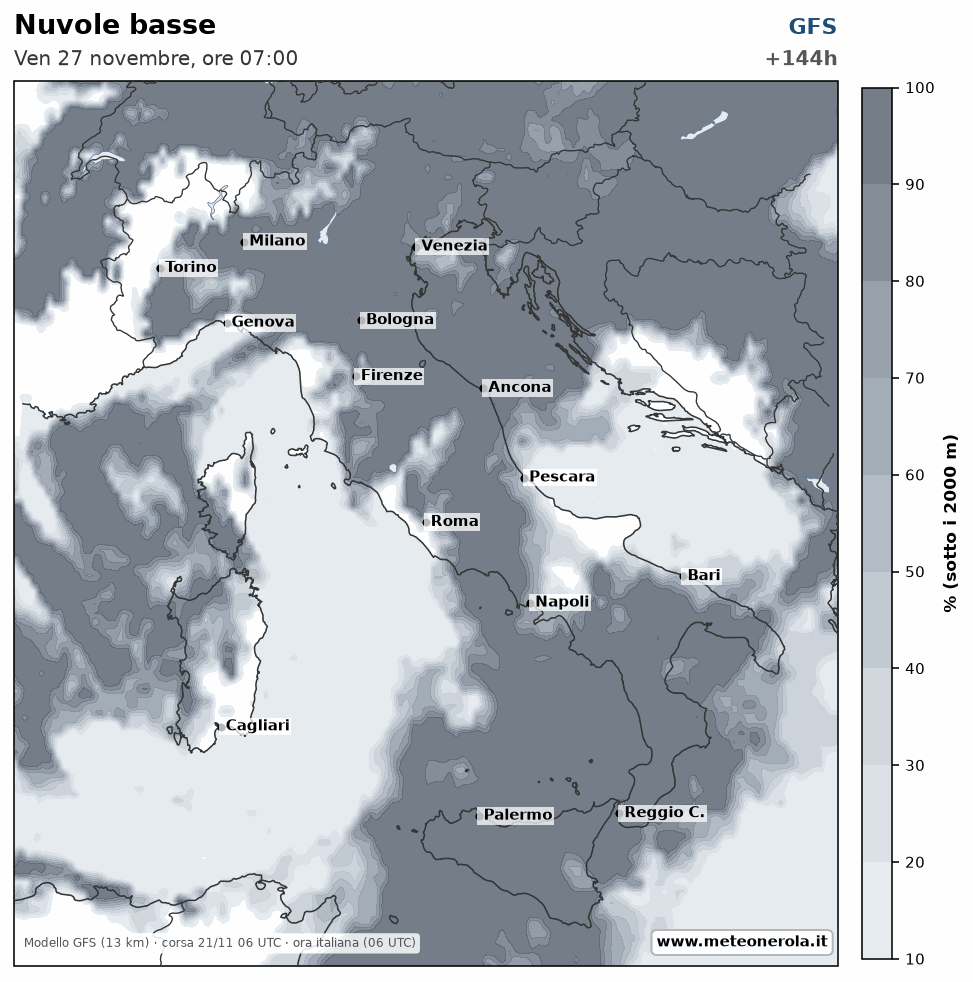 Nuvole basse
GFS
Ven 27 novembre, ore 07:00
+144h
100
90
80
70
60
50
40
30
20
10
% (sotto i 2000 m)
Milano
Venezia
Torino
Genova
Bologna
Firenze
Ancona
Pescara
Roma
Bari
Napoli
Cagliari
Palermo
Reggio C.
Modello GFS (13 km) · corsa 21/11 06 UTC · ora italiana (06 UTC)
www.meteonerola.it